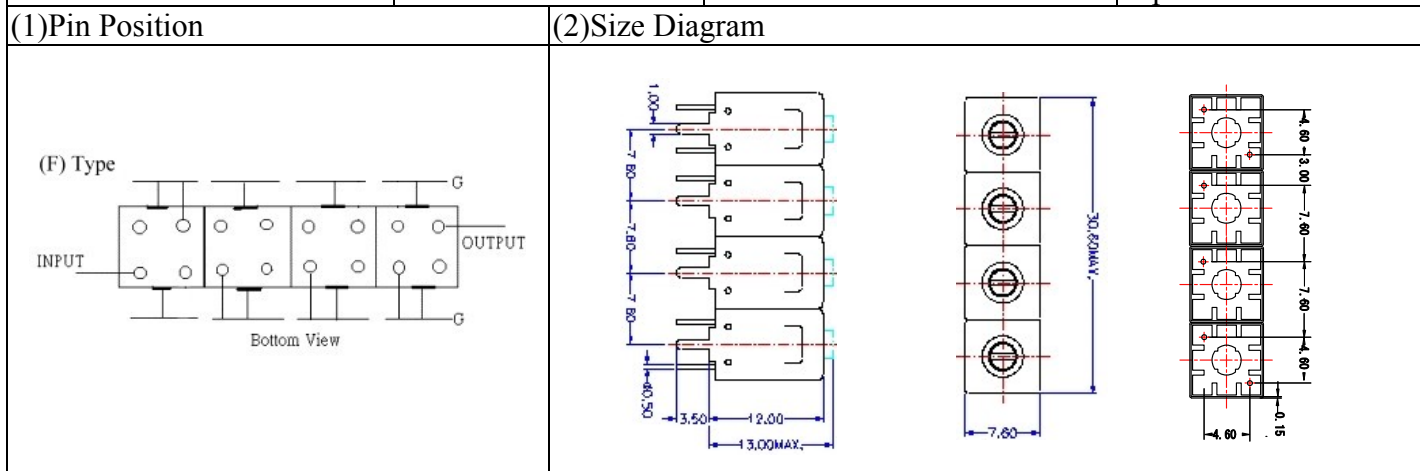 (1)Pin Position
(2)Size Diagram
(F) Type
G
INPUT
OUTPUT
G
Bottom View
1.00
7.80
7.80
7.80
Φ0.50
3.50
12.00
13.00MAX.
30.60MAX.
7.60
4.60
3.00
7.60
7.60
4.60
0.15
4.60